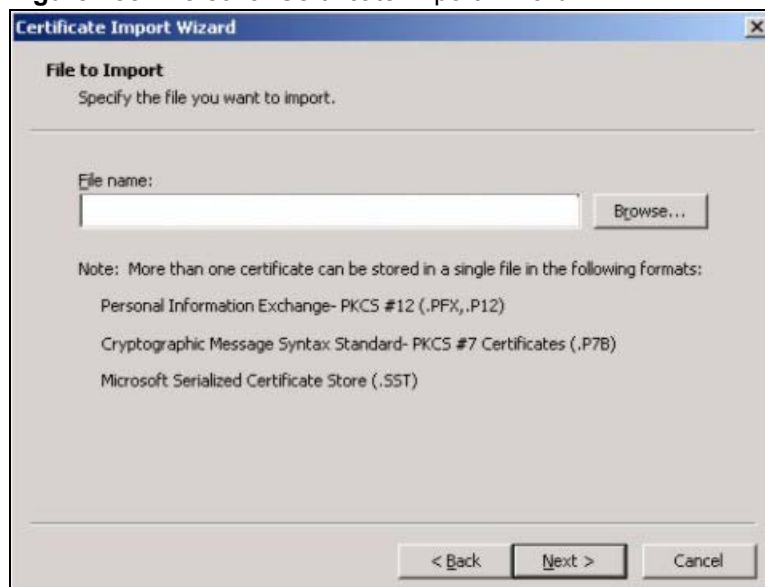 Certificate Import Wizard
File to Import
Specify the file you want to import.
File name:
Browse...
Note: More than one certificate can be stored in a single file in the following formats:
Personal Information Exchange- PKCS #12 (.PFX,.P12)
Cryptographic Message Syntax Standard- PKCS #7 Certificates (.P7B)
Microsoft Serialized Certificate Store (.SST)
< Back
Next >
Cancel